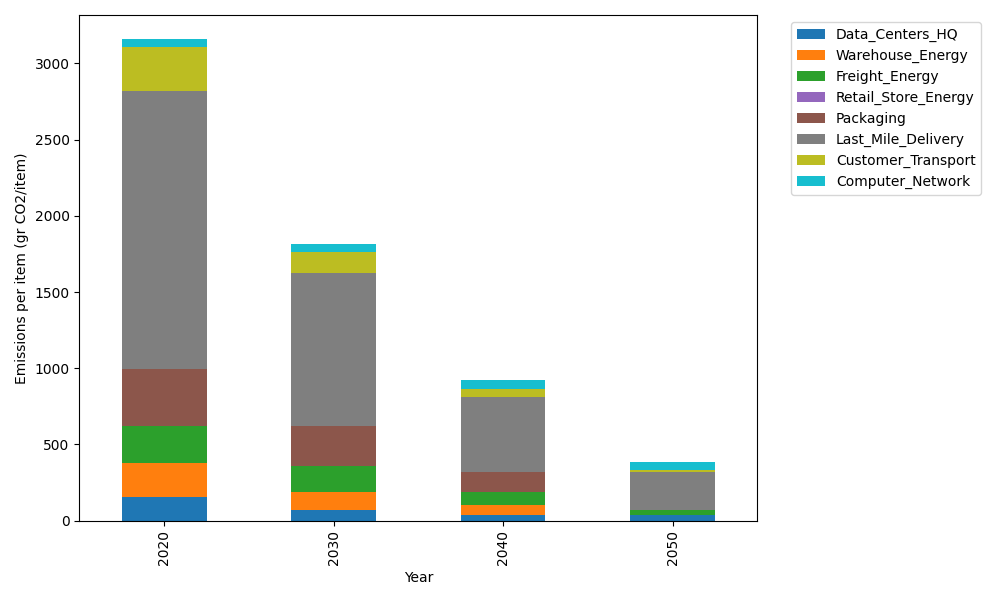 Emissions per item (gr CO2/item)
3000
2500
2000
1500
1000
500
0
2020
2030
2040
2050
Year
Data_Centers_HQ
Warehouse_Energy
Freight_Energy
Retail_Store_Energy
Packaging
Last_Mile_Delivery
Customer_Transport
Computer_Network